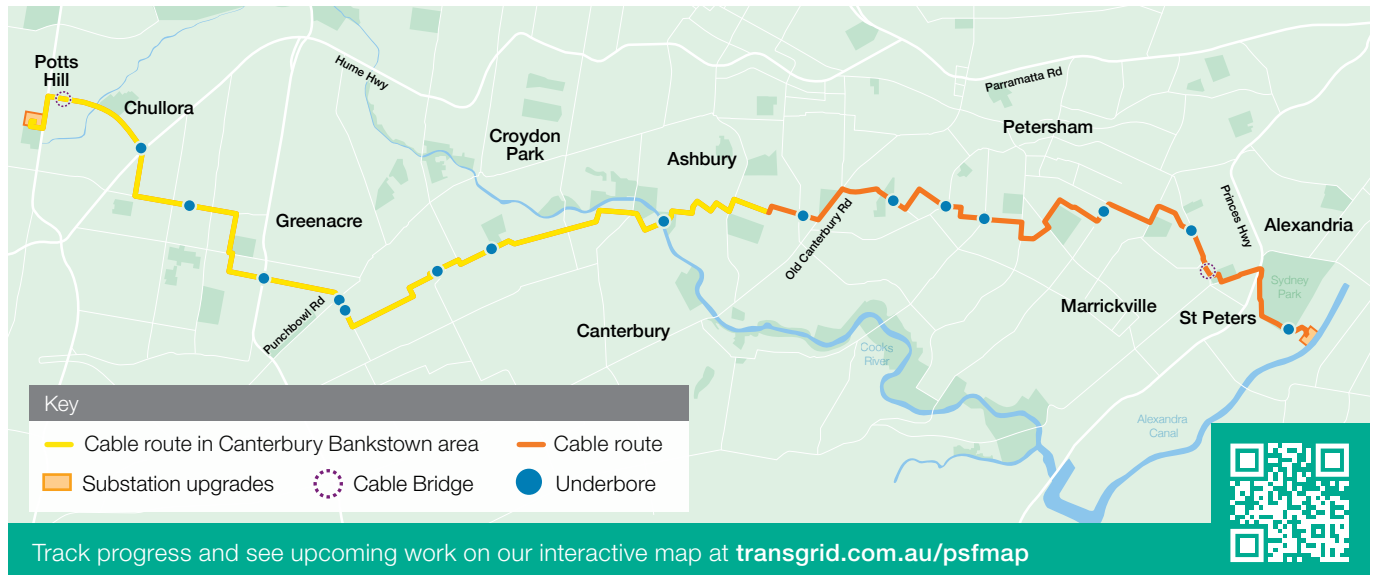 Potts
Hill
Chullora
Hume Hwy
Croydon
Park
Ashbury
Parramatta Rd
Petersham
Greenacre
Old Canterbury Rd
Princes Hwy
Alexandria
Sydney
Park
Punchbowl Rd
Canterbury
Marrickville
St Peters
Cooks
River
Alexandra
Canal
Key
Cable route in Canterbury Bankstown area
Cable route
Substation upgrades
Cable Bridge
Underbore
Track progress and see upcoming work on our interactive map at transgrid.com.au/psfmap